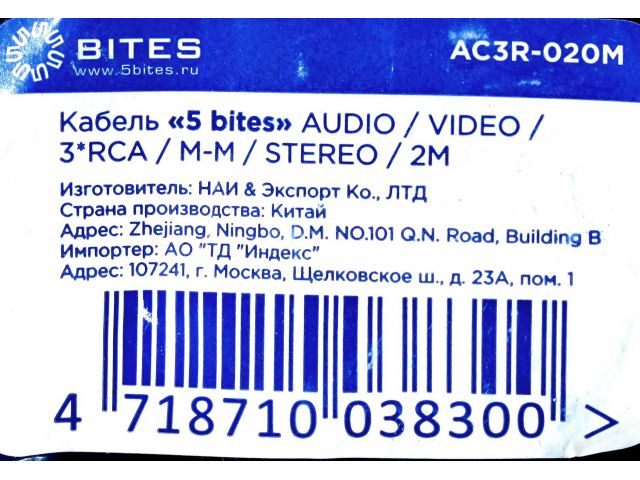 5 BITES
www.5bites.ru
AC3R-020M
Кабель «5 bites» AUDIO / VIDEO /
3*RCA / M-M / STEREO / 2M
Изготовитель: НАИ & Экспорт Ко., ЛТД
Страна производства: Китай
Адрес: Zhejiang, Ningbo, D.M. NO.101 Q.N. Road, Building B
Импортер: АО "ТД "Индекс"
Адрес: 107241, г. Москва, Щелковское ш., д. 23А, пом. 1
4 718710 038300 >